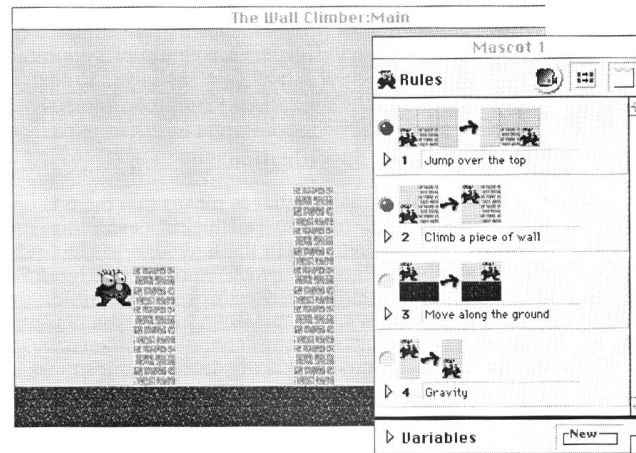 The Wall Climber:Main
Mascot 1
Rules
1 Jump over the top
2 Climb a piece of wall
3 Move along the ground
4 Gravity
Variables
New